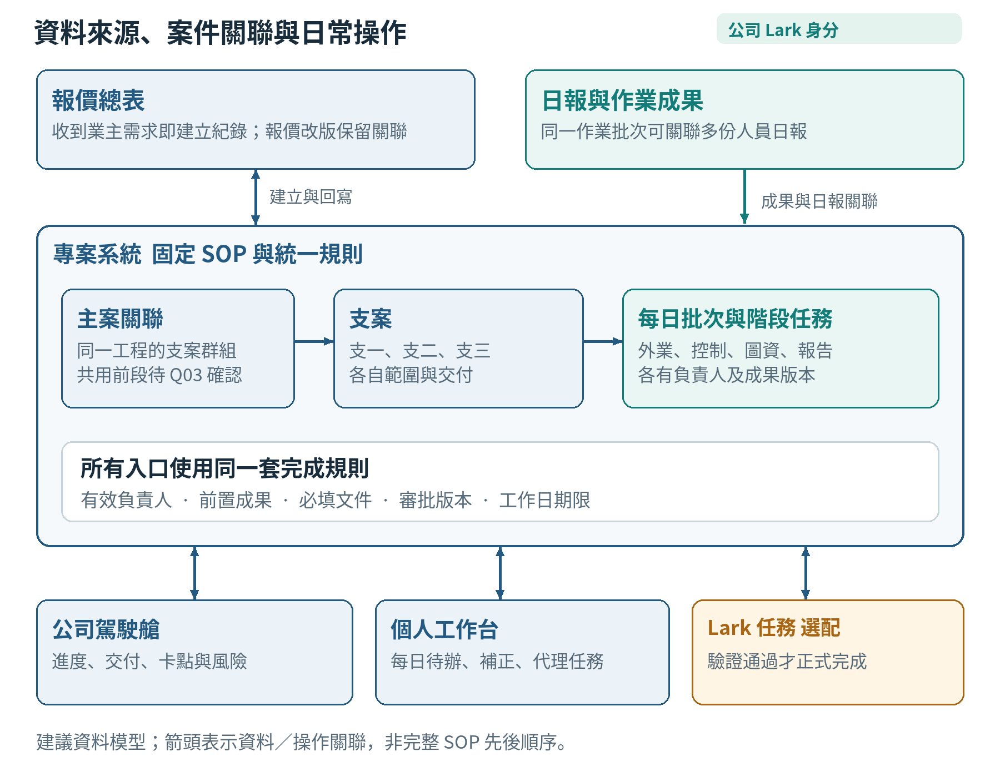 資料來源、案件關聯與日常操作
公司 Lark 身分
報價總表
收到業主需求即建立紀錄；報價改版保留關聯
日報與作業成果
同一作業批次可關聯多份人員日報
建立與回寫
成果與日報關聯
專案系統 固定 SOP 與統一規則
主案關聯
同一工程的支案群組
共用前段待 Q03 確認
支案
支一、支二、支三
各自範圍與交付
每日批次與階段任務
外業、控制、圖資、報告
各有負責人及成果版本
所有入口使用同一套完成規則
有效負責人 · 前置成果 · 必填文件 · 審批版本 · 工作日期限
公司駕駛艙
進度、交付、卡點與風險
個人工作台
每日待辦、補正、代理任務
Lark 任務 選配
驗證通過才正式完成
建議資料模型；箭頭表示資料／操作關聯，非完整 SOP 先後順序。